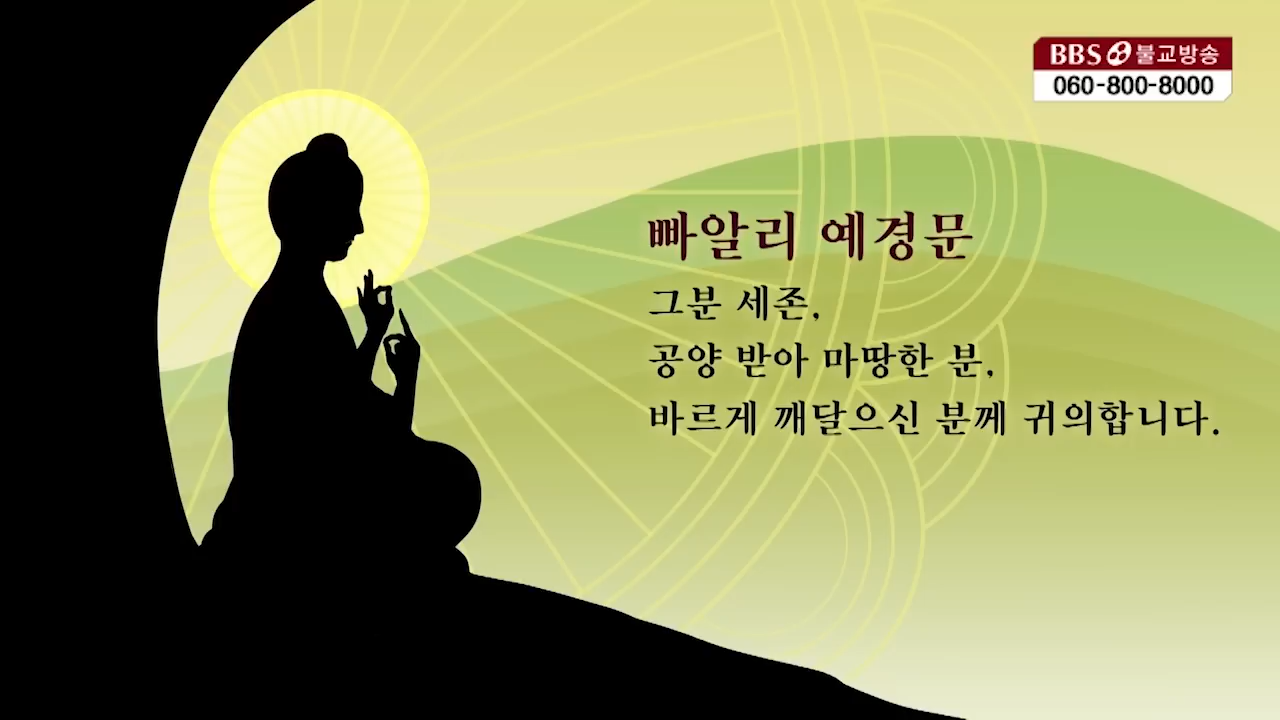 BBS 불교방송
060-800-8000
빠알리 예경문
그분 세존,
공양 받아 마땅한 분,
바르게 깨달으신 분께 귀의합니다.